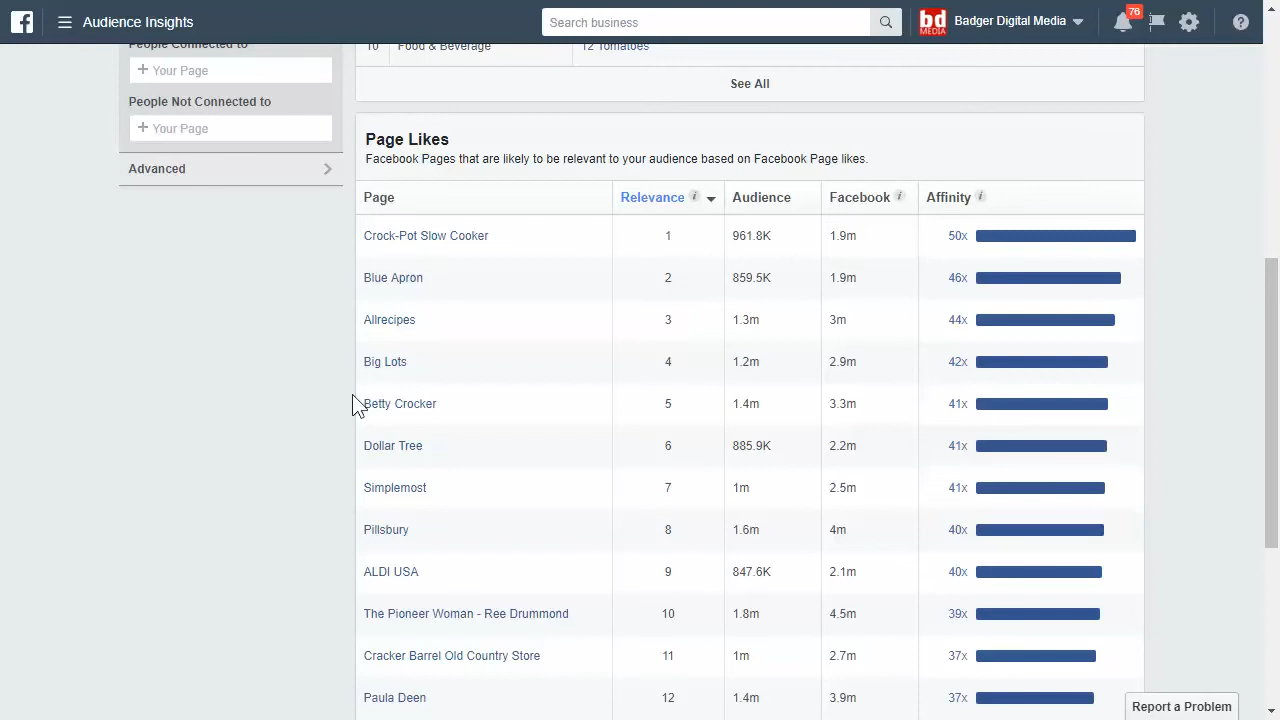 Audience Insights
Search business
bd MEDIA
Badger Digital Media
76
People Connected to
+ Your Page
People Not Connected to
+ Your Page
Advanced
10 Food & Beverage 12 Tomatoes
See All
Page Likes
Facebook Pages that are likely to be relevant to your audience based on Facebook Page likes.
Page Relevance i Audience Facebook i Affinity i
Crock-Pot Slow Cooker 1 961.8K 1.9m 50x
Blue Apron 2 859.5K 1.9m 46x
Allrecipes 3 1.3m 3m 44x
Big Lots 4 1.2m 2.9m 42x
Betty Crocker 5 1.4m 3.3m 41x
Dollar Tree 6 885.9K 2.2m 41x
Simplemost 7 1m 2.5m 41x
Pillsbury 8 1.6m 4m 40x
ALDI USA 9 847.6K 2.1m 40x
The Pioneer Woman - Ree Drummond 10 1.8m 4.5m 39x
Cracker Barrel Old Country Store 11 1m 2.7m 37x
Paula Deen 12 1.4m 3.9m 37x
Report a Problem